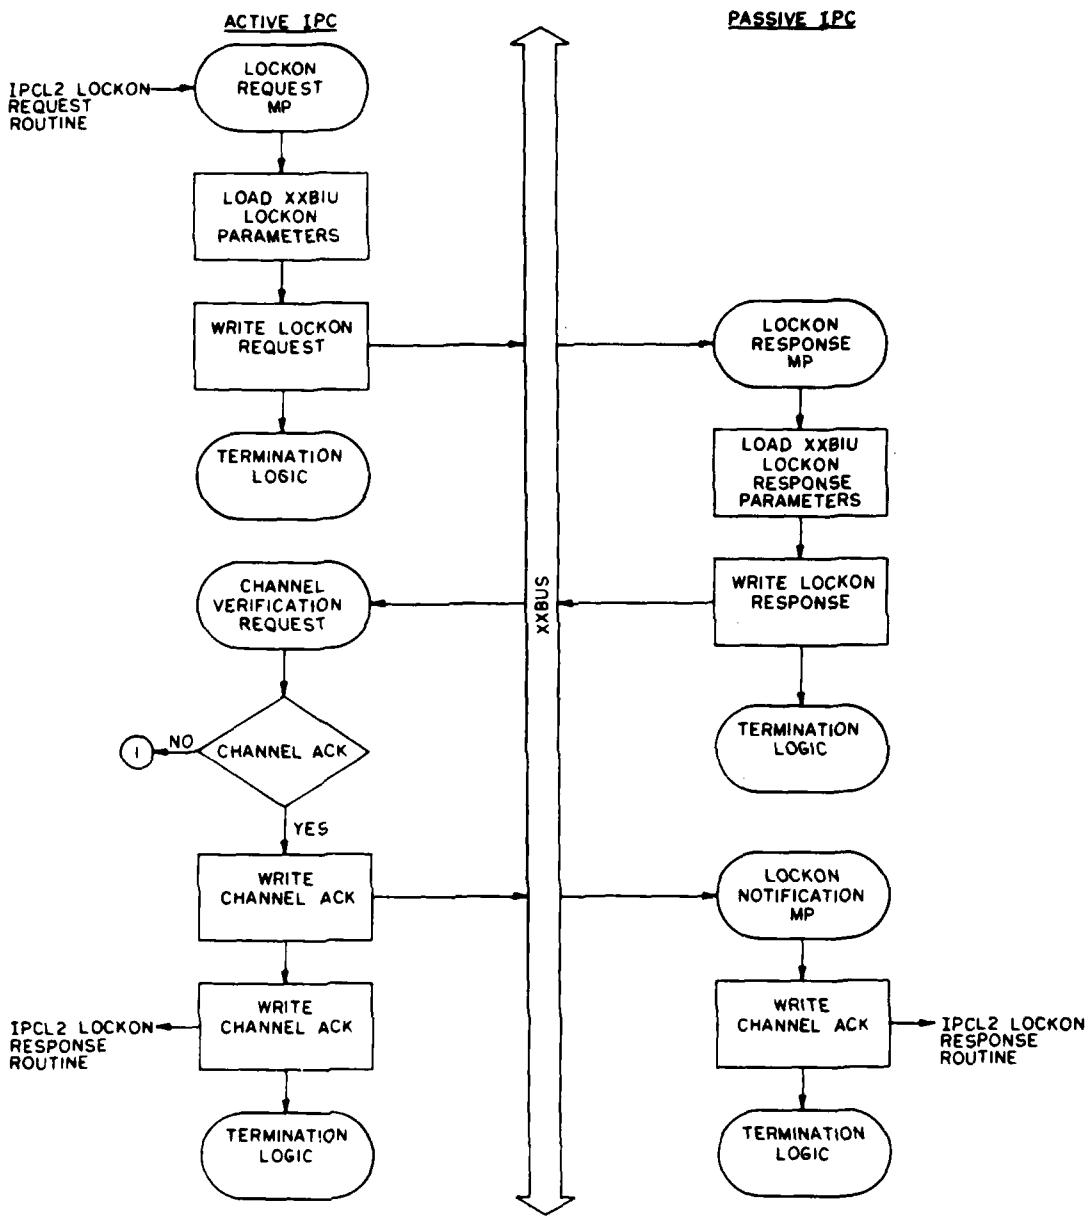 ACTIVE IPC
PASSIVE IPC
IPCL2 LOCKON
REQUEST
ROUTINE
LOCKON
REQUEST
MP
LOAD XXBIU
LOCKON
PARAMETERS
WRITE LOCKON
REQUEST
LOCKON
RESPONSE
MP
TERMINATION
LOGIC
LOAD XXBIU
LOCKON
RESPONSE
PARAMETERS
CHANNEL
VERIFICATION
REQUEST
XXBUS
WRITE LOCKON
RESPONSE
1
NO
CHANNEL ACK
TERMINATION
LOGIC
YES
WRITE
CHANNEL ACK
LOCKON
NOTIFICATION
MP
IPCL2 LOCKON
RESPONSE
ROUTINE
WRITE
CHANNEL ACK
WRITE
CHANNEL ACK
IPCL2 LOCKON
RESPONSE
ROUTINE
TERMINATION
LOGIC
TERMINATION
LOGIC